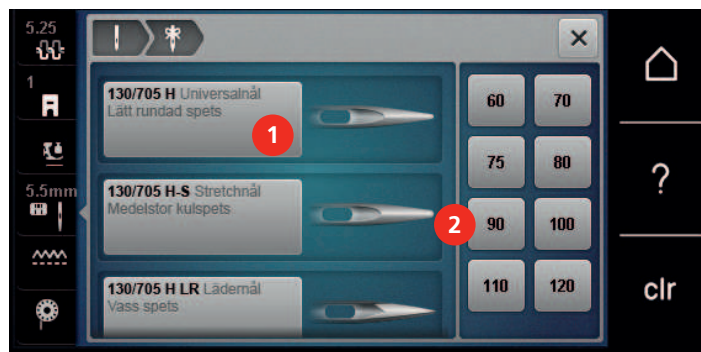 5.25
1
5.5mm
130/705 H Universalnål
Lätt rundad spets
1
130/705 H-S Stretchnål
Medelstor kulspets
2
130/705 H LR Lädernål
Vass spets
60 70
75 80
90 100
110 120
?
clr